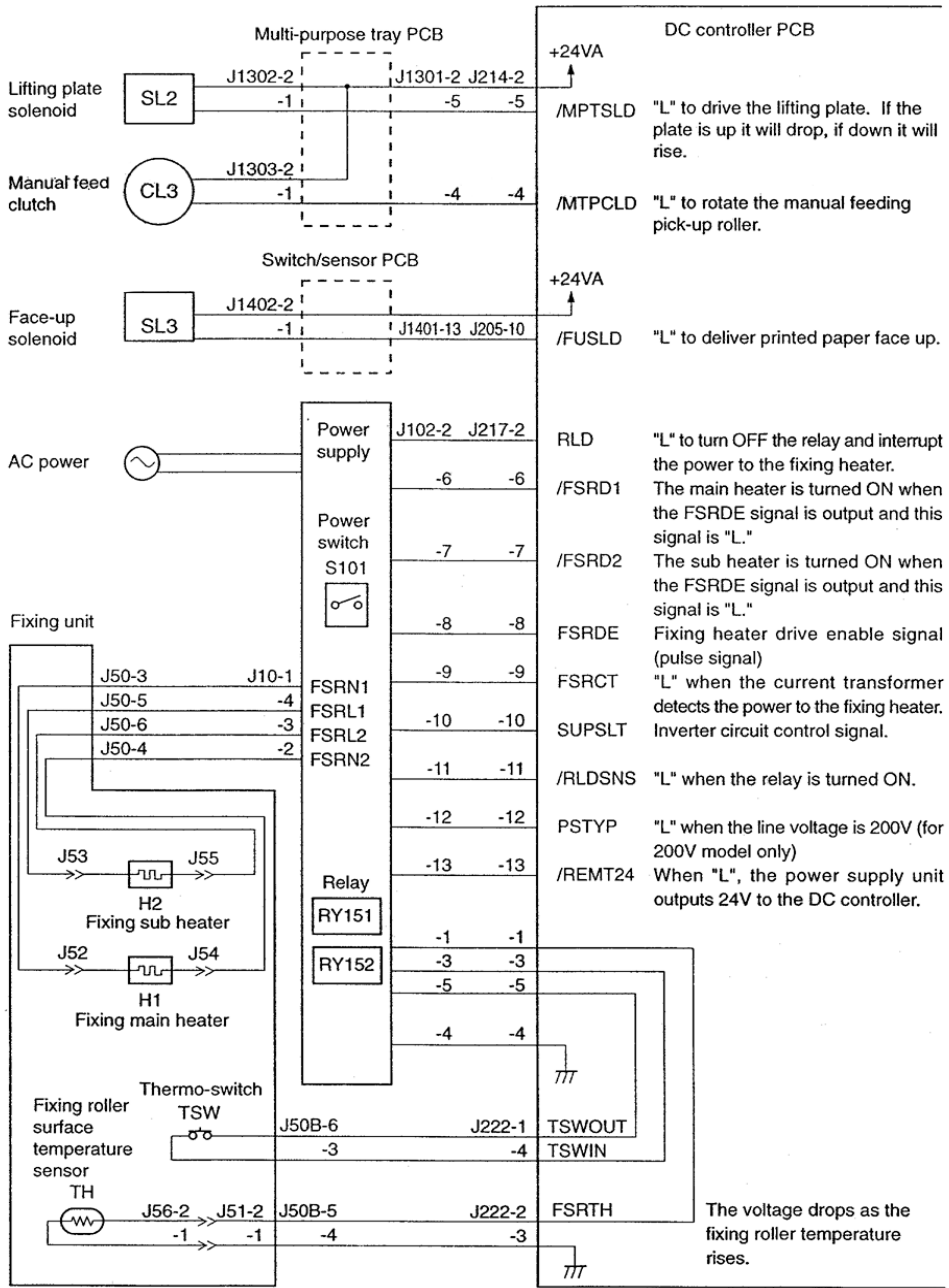 Multi-purpose tray PCB
DC controller PCB
+24VA
Lifting plate
solenoid
SL2
J1302-2
J1301-2 J214-2
-1
-5
-5
/MPTSLD
"L" to drive the lifting plate. If the
plate is up it will drop, if down it will
rise.
Manual feed
clutch
CL3
J1303-2
-1
-4
-4
/MTPCLD
"L" to rotate the manual feeding
pick-up roller.
Switch/sensor PCB
+24VA
Face-up
solenoid
SL3
J1402-2
-1
J1401-13 J205-10
/FUSLD
"L" to deliver printed paper face up.
AC power
Power
supply
J102-2 J217-2
RLD
"L" to turn OFF the relay and interrupt
the power to the fixing heater.
-6
-6
/FSRD1
The main heater is turned ON when
the FSRDE signal is output and this
signal is "L."
Power
switch
S101
-7
-7
/FSRD2
The sub heater is turned ON when
the FSRDE signal is output and this
signal is "L."
-8
-8
FSRDE
Fixing heater drive enable signal
(pulse signal)
-9
-9
FSRCT
"L" when the current transformer
detects the power to the fixing heater.
-10
-10
SUPSLT
Inverter circuit control signal.
-11
-11
/RLDSNS
"L" when the relay is turned ON.
-12
-12
PSTYP
"L" when the line voltage is 200V (for
200V model only)
-13
-13
/REMT24
When "L", the power supply unit
outputs 24V to the DC controller.
Fixing unit
J50-3
J10-1
FSRN1
J50-5
-4
FSRL1
J50-6
-3
FSRL2
J50-4
-2
FSRN2
J53
J55
H2
Fixing sub heater
J52
J54
H1
Fixing main heater
Relay
RY151
RY152
-1
-1
-3
-3
-5
-5
-4
-4
Thermo-switch
TSW
J50B-6
J222-1
TSWOUT
-3
-4
TSWIN
Fixing roller
surface
temperature
sensor
TH
J56-2
J51-2
J50B-5
J222-2
FSRTH
-1
-1
-4
-3
The voltage drops as the
fixing roller temperature
rises.